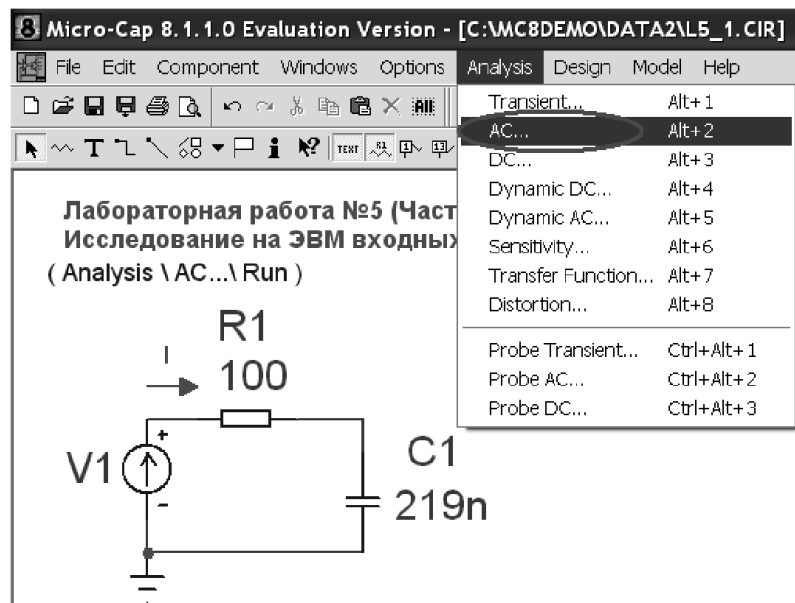 Micro-Cap 8.1.1.0 Evaluation Version - [C:\MC8DEMO\DATA2\L5_1.CIR]
File Edit Component Windows Options Analysis Design Model Help
Transient... Alt+1
AC... Alt+2
DC... Alt+3
Dynamic DC... Alt+4
Dynamic AC... Alt+5
Sensitivity... Alt+6
Transfer Function... Alt+7
Distortion... Alt+8
Probe Transient... Ctrl+Alt+1
Probe AC... Ctrl+Alt+2
Probe DC... Ctrl+Alt+3
TEXT
Лабораторная работа №5 (Част
Исследование на ЭВМ входных
( Analysis \ AC...\ Run )
R1
I
100
V1
+
-
C1
219n